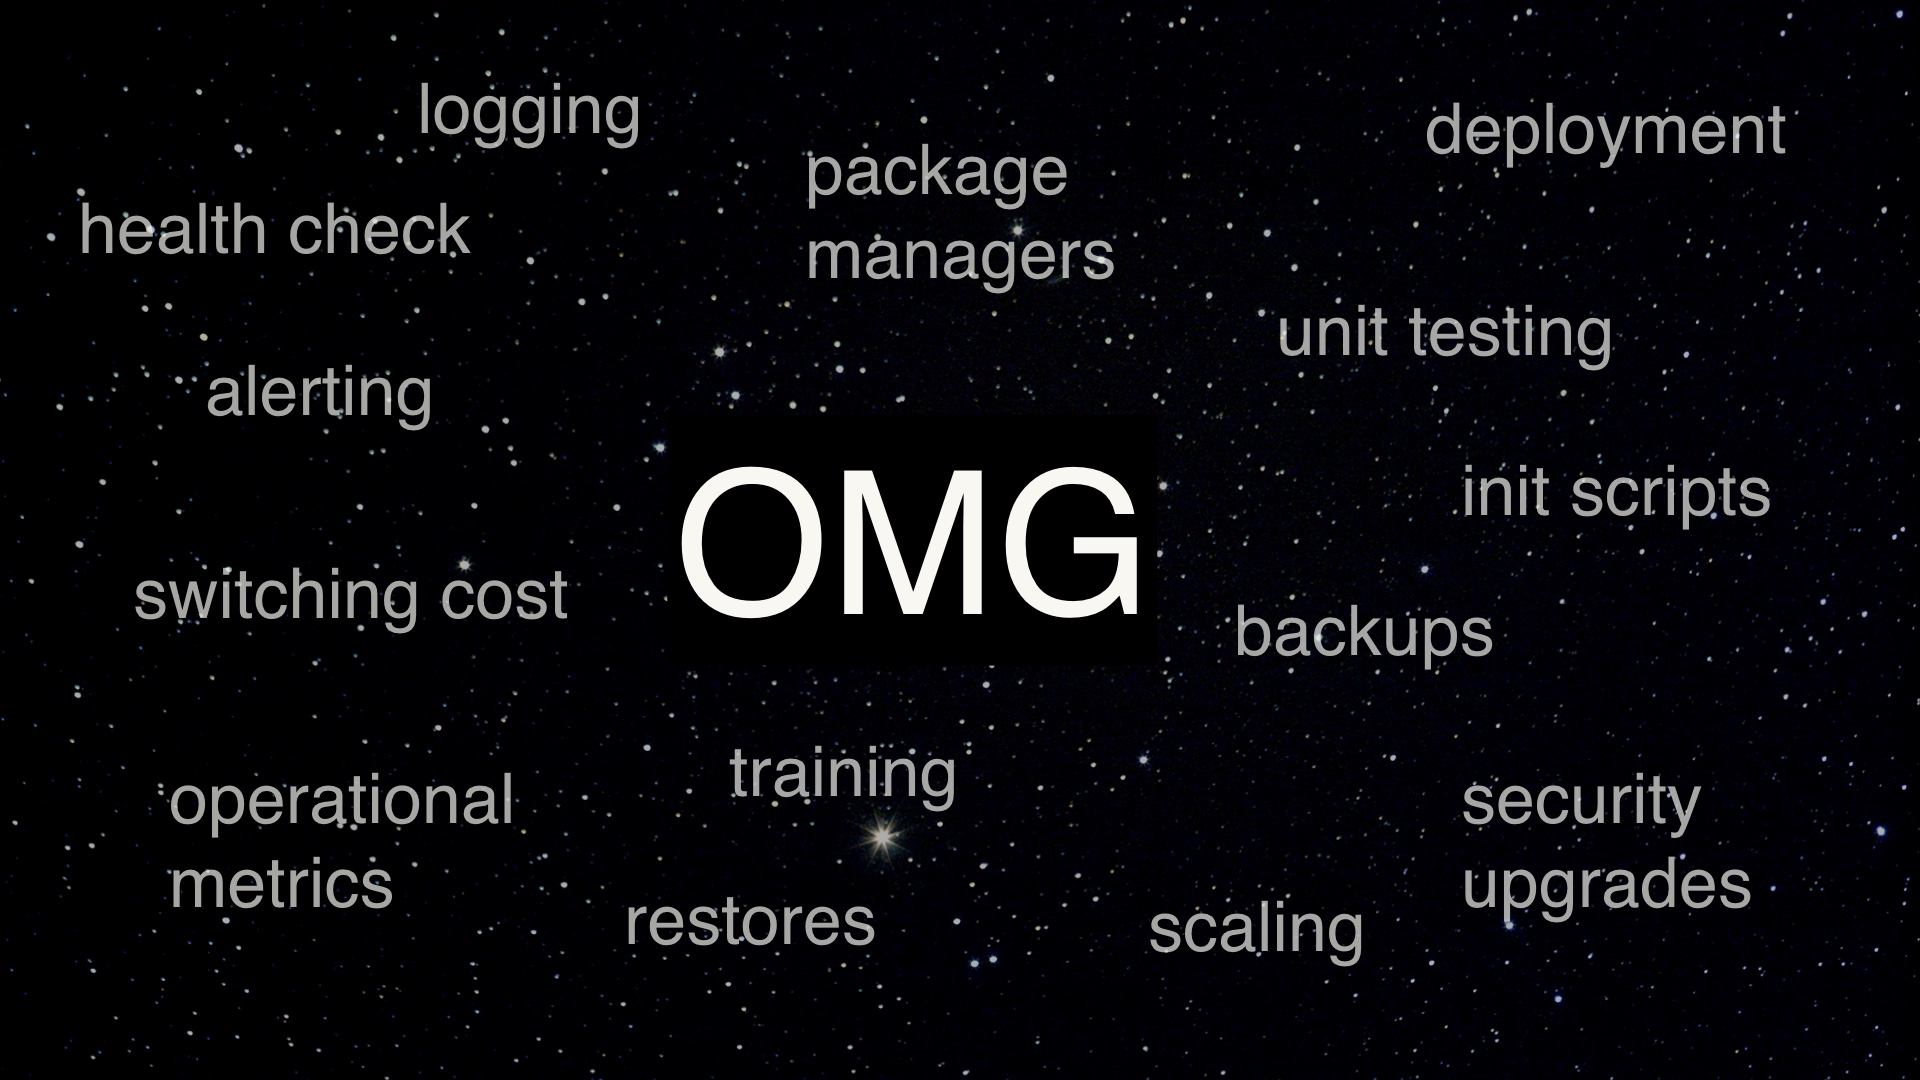 logging
deployment
package
managers
health check
unit testing
alerting
init scripts
OMG
switching cost
backups
training
operational
metrics
security
upgrades
restores
scaling